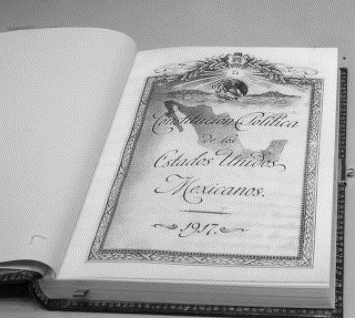 Constitución Política
de los
Estados Unidos
Mexicanos.
1917.